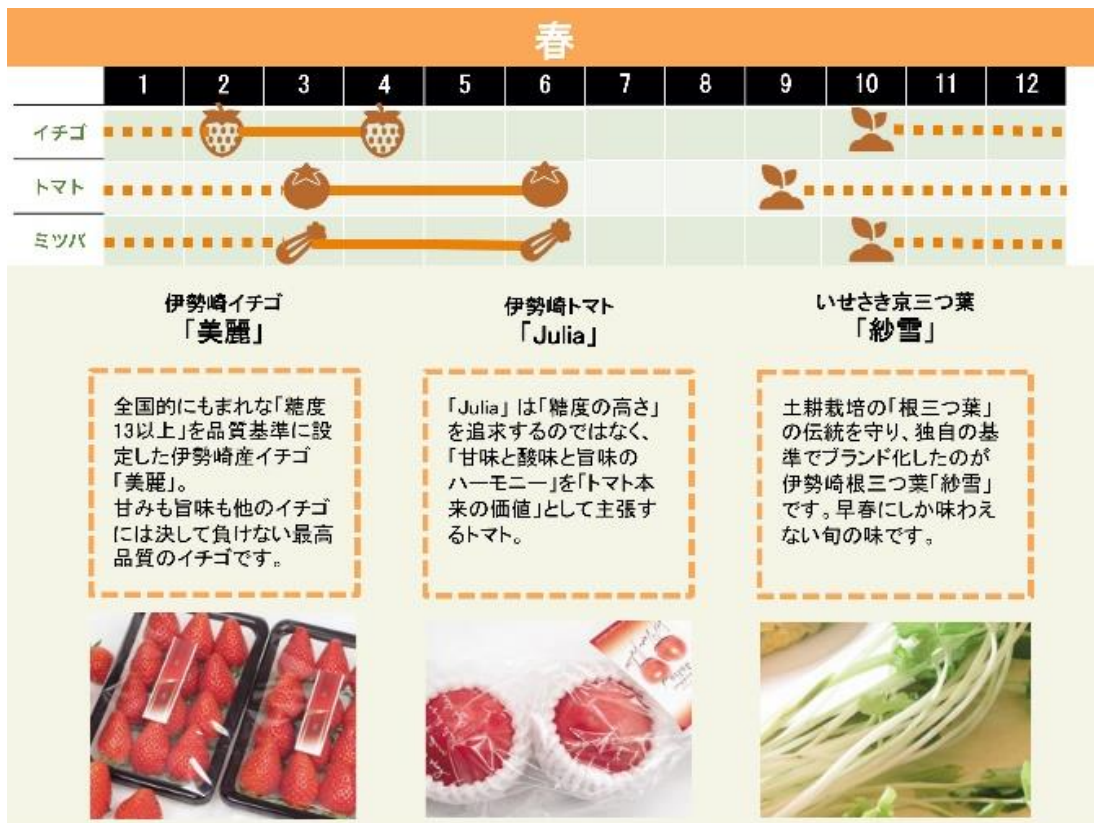 春
1 2 3 4 5 6 7 8 9 10 11 12
イチゴ
トマト
ミツバ
伊勢崎イチゴ
「美麗」
全国的にもまれな「糖度
13以上」を品質基準に設
定した伊勢崎産イチゴ
「美麗」。
甘みも旨味も他のイチゴ
には決して負けない最高
品質のイチゴです。
伊勢崎トマト
「Julia」
「Julia」は「糖度の高さ」
を追求するのではなく、
「甘味と酸味と旨味の
ハーモニー」を「トマト本
来の価値」として主張す
るトマト。
いせさき京三つ葉
「紗雪」
土耕栽培の「根三つ葉」
の伝統を守り、独自の基
準でブランド化したのが
伊勢崎根三つ葉「紗雪」
です。早春にしか味わえ
ない旬の味です。